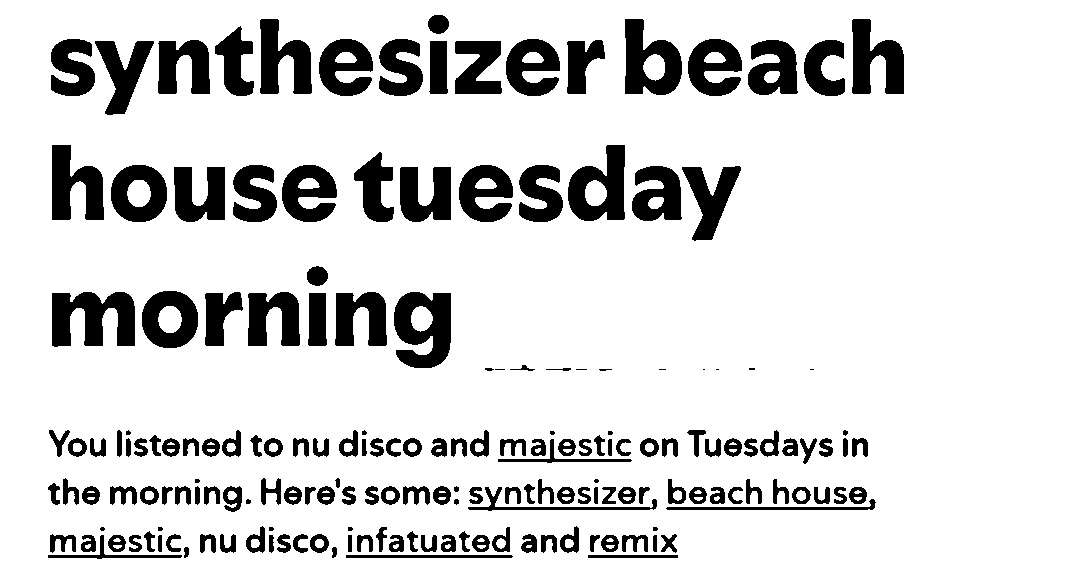 synthesizer beach
house tuesday
morning
You listened to nu disco and majestic on Tuesdays in
the morning. Here's some: synthesizer, beach house,
majestic, nu disco, infatuated and remix